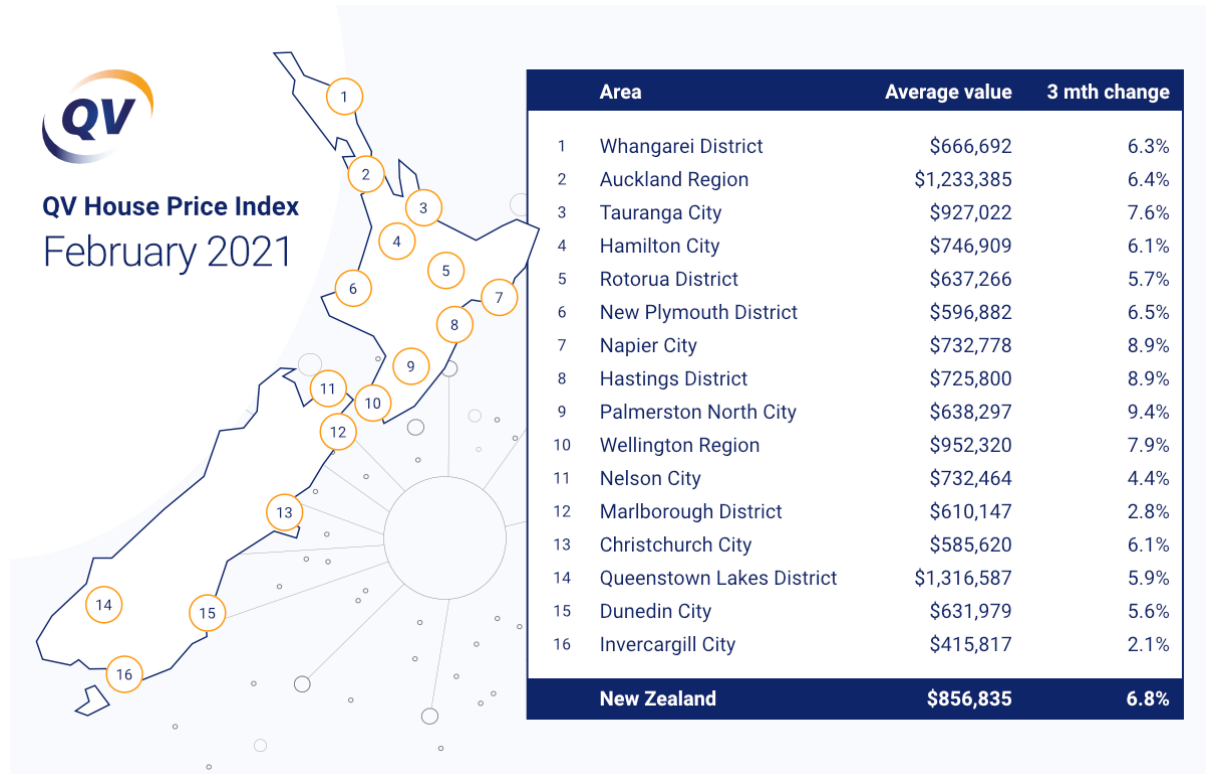 QV
QV House Price Index
February 2021
1
2
3
4
5
6
7
8
9
10
11
12
13
14
15
16
Area Average value 3 mth change
1 Whangarei District $666,692 6.3%
2 Auckland Region $1,233,385 6.4%
3 Tauranga City $927,022 7.6%
4 Hamilton City $746,909 6.1%
5 Rotorua District $637,266 5.7%
6 New Plymouth District $596,882 6.5%
7 Napier City $732,778 8.9%
8 Hastings District $725,800 8.9%
9 Palmerston North City $638,297 9.4%
10 Wellington Region $952,320 7.9%
11 Nelson City $732,464 4.4%
12 Marlborough District $610,147 2.8%
13 Christchurch City $585,620 6.1%
14 Queenstown Lakes District $1,316,587 5.9%
15 Dunedin City $631,979 5.6%
16 Invercargill City $415,817 2.1%
New Zealand $856,835 6.8%